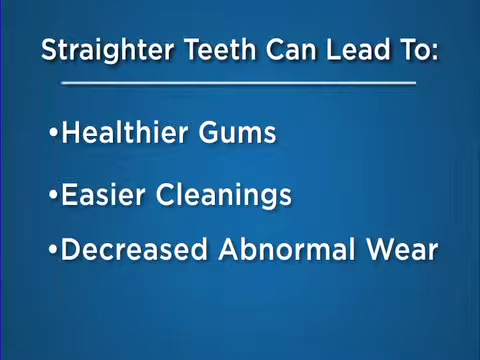 Straighter Teeth Can Lead To:
•Healthier Gums
•Easier Cleanings
•Decreased Abnormal Wear